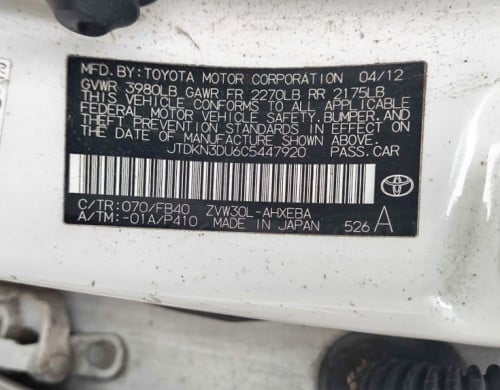 MFD. BY: TOYOTA MOTOR CORPORATION 04/12
GVWR 3980LB GAWR FR 2270LB RR 2175LB
THIS VEHICLE CONFORMS TO ALL APPLICABLE
FEDERAL MOTOR VEHICLE SAFETY, BUMPER, AND
THEFT PREVENTION STANDARDS IN EFFECT ON
THE DATE OF MANUFACTURE SHOWN ABOVE.
JTDKN3DU6C5447920 PASS.CAR
C/TR: 070/FB40 ZVW30L-AHXEBA
A/TM: -01A/P410 MADE IN JAPAN 526 A